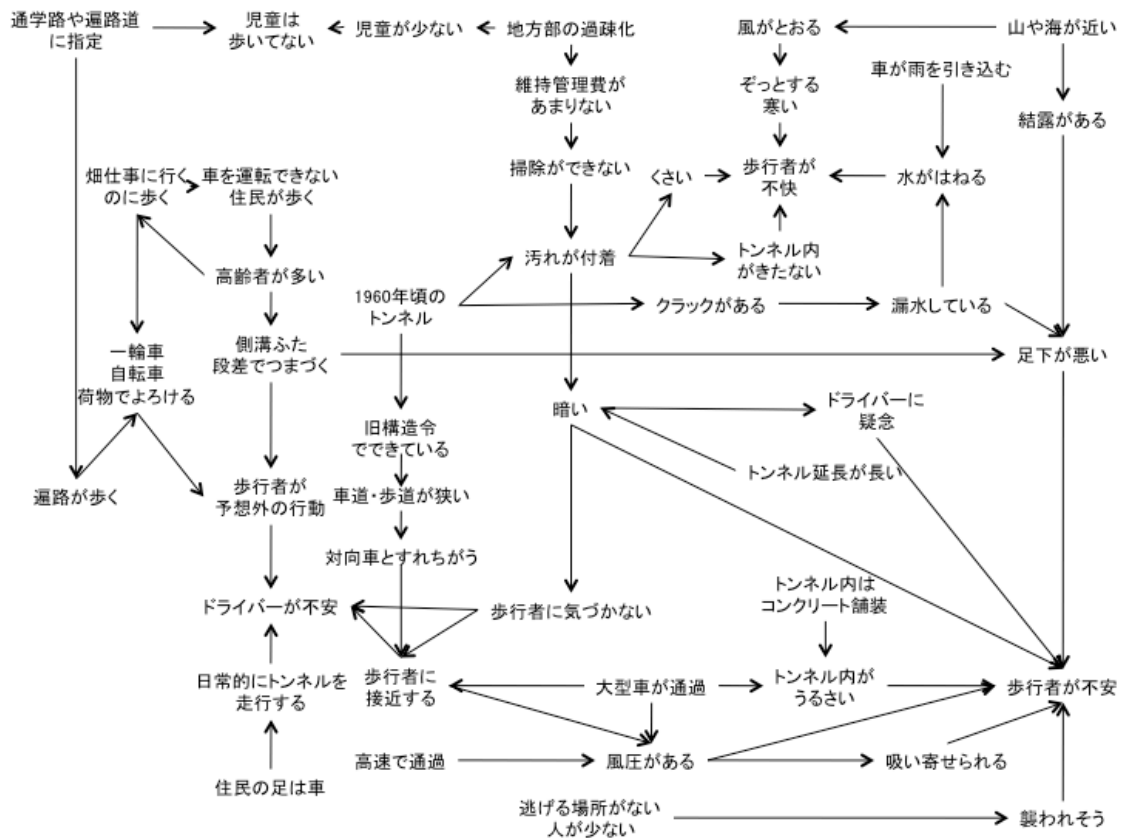 通学路や遍路道
に指定
児童は
歩いてない
児童が少ない
地方部の過疎化
風がとおる
山や海が近い
維持管理費が
あまりない
ぞっとする
寒い
車が雨を引き込む
結露がある
畑仕事に行く
のに歩く
車を運転できない
住民が歩く
掃除ができない
くさい
歩行者が
不快
水がはねる
高齢者が多い
汚れが付着
トンネル内
がきたない
1960年頃の
トンネル
クラックがある
漏水している
一輪車
自転車
荷物でよろける
側溝ふた
段差でつまづく
足下が悪い
暗い
ドライバーに
疑念
旧構造令
でできている
トンネル延長が長い
遍路が歩く
歩行者が
予想外の行動
車道・歩道が狭い
対向車とすれちがう
トンネル内は
コンクリート舗装
ドライバーが不安
歩行者に気づかない
日常的にトンネルを
走行する
歩行者に
接近する
大型車が通過
トンネル内が
うるさい
歩行者が不安
住民の足は車
高速で通過
風圧がある
吸い寄せられる
逃げる場所がない
人が少ない
襲われそう